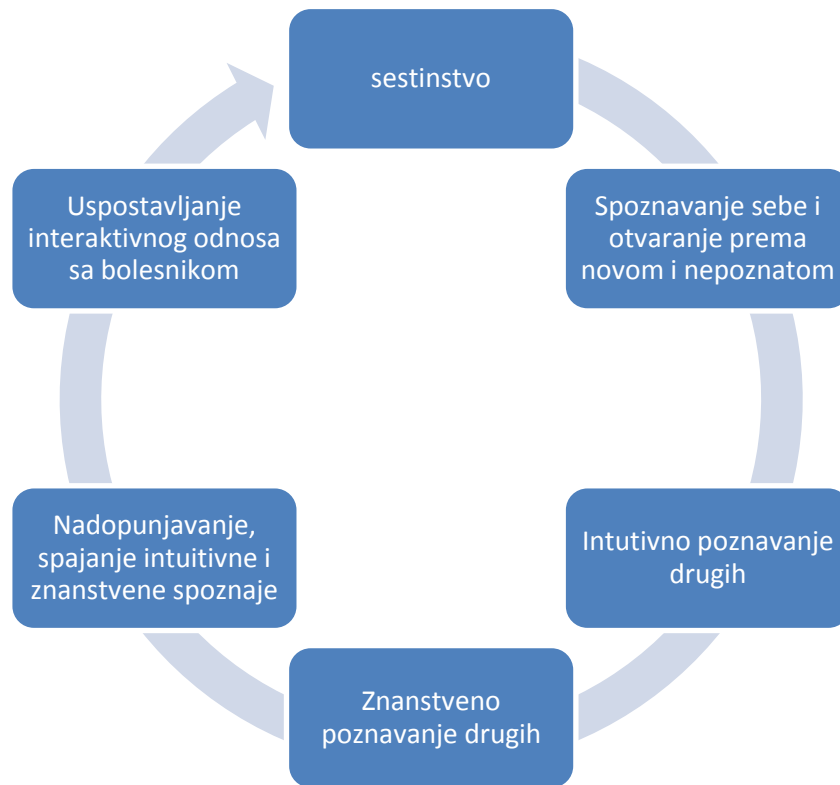 sestinstvo
Spoznavanje sebe i
otvaranje prema
novom i nepoznatom
Intutivno poznavanje
drugih
Znanstveno
poznavanje drugih
Nadopunjavanje,
spajanje intuitivne i
znanstvene spoznaje
Uspostavljanje
interaktivnog odnosa
sa bolesnikom